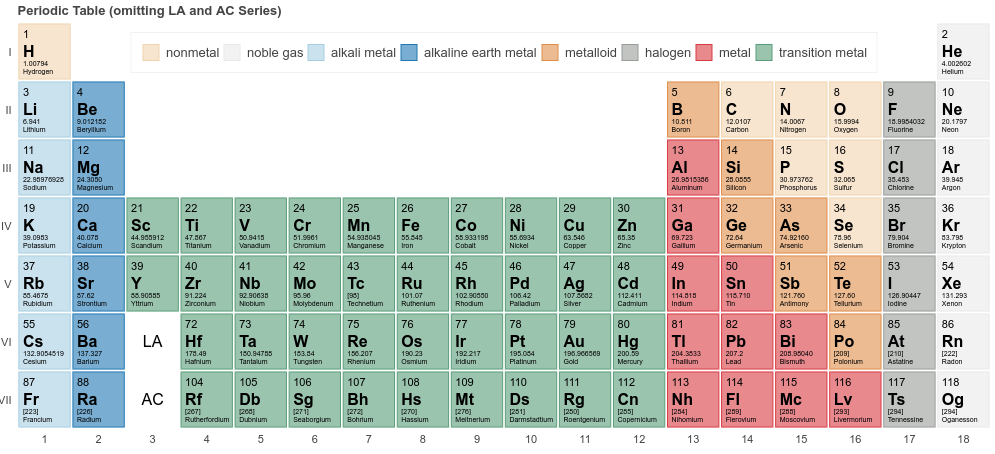 Periodic Table (omitting LA and AC Series)
nonmetal noble gas alkali metal alkaline earth metal metalloid halogen metal transition metal
1 2
I H He
1.00794 4.002602
Hydrogen Helium
3 4 5 6 7 8 9 10
II Li Be B C N O F Ne
6.941 9.012182 10.811 12.0107 14.0067 15.9994 18.9984032 20.1797
Lithium Beryllium Boron Carbon Nitrogen Oxygen Fluorine Neon
11 12 13 14 15 16 17 18
III Na Mg Al Si P S Cl Ar
22.98976928 24.3050 26.9815386 28.0855 30.973762 32.065 35.453 39.948
Sodium Magnesium Aluminum Silicon Phosphorus Sulfur Chlorine Argon
19 20 21 22 23 24 25 26 27 28 29 30 31 32 33 34 35 36
IV K Ca Sc Ti V Cr Mn Fe Co Ni Cu Zn Ga Ge As Se Br Kr
39.0983 40.078 44.955912 47.867 50.9415 51.9961 54.938045 55.845 58.933195 58.6934 63.546 65.38 69.723 72.64 74.92160 78.96 79.904 83.798
Potassium Calcium Scandium Titanium Vanadium Chromium Manganese Iron Cobalt Nickel Copper Zinc Gallium Germanium Arsenic Selenium Bromine Krypton
37 38 39 40 41 42 43 44 45 46 47 48 49 50 51 52 53 54
V Rb Sr Y Zr Nb Mo Tc Ru Rh Pd Ag Cd In Sn Sb Te I Xe
85.4678 87.62 88.90585 91.224 92.90638 95.96 [98] 101.07 102.90550 106.42 107.8682 112.411 114.818 118.710 121.760 127.60 126.90447 131.293
Rubidium Strontium Yttrium Zirconium Niobium Molybdenum Technetium Ruthenium Rhodium Palladium Silver Cadmium Indium Tin Antimony Tellurium Iodine Xenon
55 56 72 73 74 75 76 77 78 79 80 81 82 83 84 85 86
VI Cs Ba LA Hf Ta W Re Os Ir Pt Au Hg Tl Pb Bi Po At Rn
132.9054519 137.327 178.49 180.94788 183.84 186.207 190.23 192.217 195.084 196.966569 200.59 204.3833 207.2 208.98040 [209] [210] [222]
Cesium Barium Hafnium Tantalum Tungsten Rhenium Osmium Iridium Platinum Gold Mercury Thallium Lead Bismuth Polonium Astatine Radon
87 88 104 105 106 107 108 109 110 111 112 113 114 115 116 117 118
VII Fr Ra AC Rf Db Sg Bh Hs Mt Ds Rg Cn Nh Fl Mc Lv Ts Og
[223] [226] [267] [268] [271] [272] [270] [276] [281] [280] [285] [284] [289] [288] [293] [294] [294]
Francium Radium Rutherfordium Dubnium Seaborgium Bohrium Hassium Meitnerium Darmstadtium Roentgenium Copernicium Nihonium Flerovium Moscovium Livermorium Tennessine Oganesson
1 2 3 4 5 6 7 8 9 10 11 12 13 14 15 16 17 18